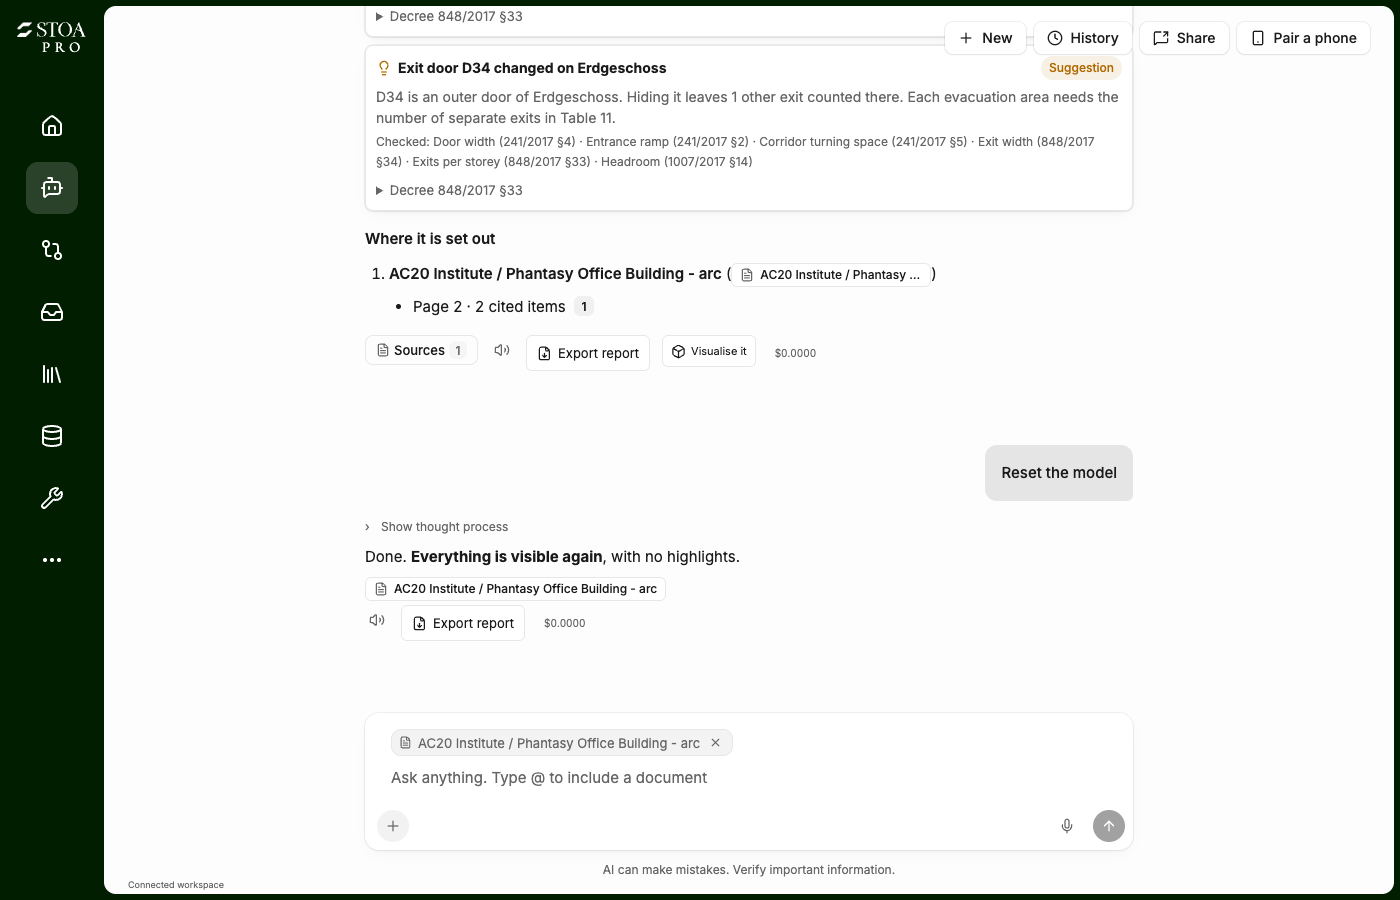 STOA
PRO
Decree 848/2017 §33
New
History
Share
Pair a phone
Exit door D34 changed on Erdgeschoss
Suggestion
D34 is an outer door of Erdgeschoss. Hiding it leaves 1 other exit counted there. Each evacuation area needs the
number of separate exits in Table 11.
Checked: Door width (241/2017 §4) · Entrance ramp (241/2017 §2) · Corridor turning space (241/2017 §5) · Exit width (848/2017
§34) · Exits per storey (848/2017 §33) · Headroom (1007/2017 §14)
Decree 848/2017 §33
Where it is set out
1. AC20 Institute / Phantasy Office Building - arc (AC20 Institute / Phantasy ...)
• Page 2 · 2 cited items 1
Sources 1
Export report
Visualise it
$0.0000
Reset the model
Show thought process
Done. Everything is visible again, with no highlights.
AC20 Institute / Phantasy Office Building - arc
Export report
$0.0000
AC20 Institute / Phantasy Office Building - arc
Ask anything. Type @ to include a document
AI can make mistakes. Verify important information.
Connected workspace